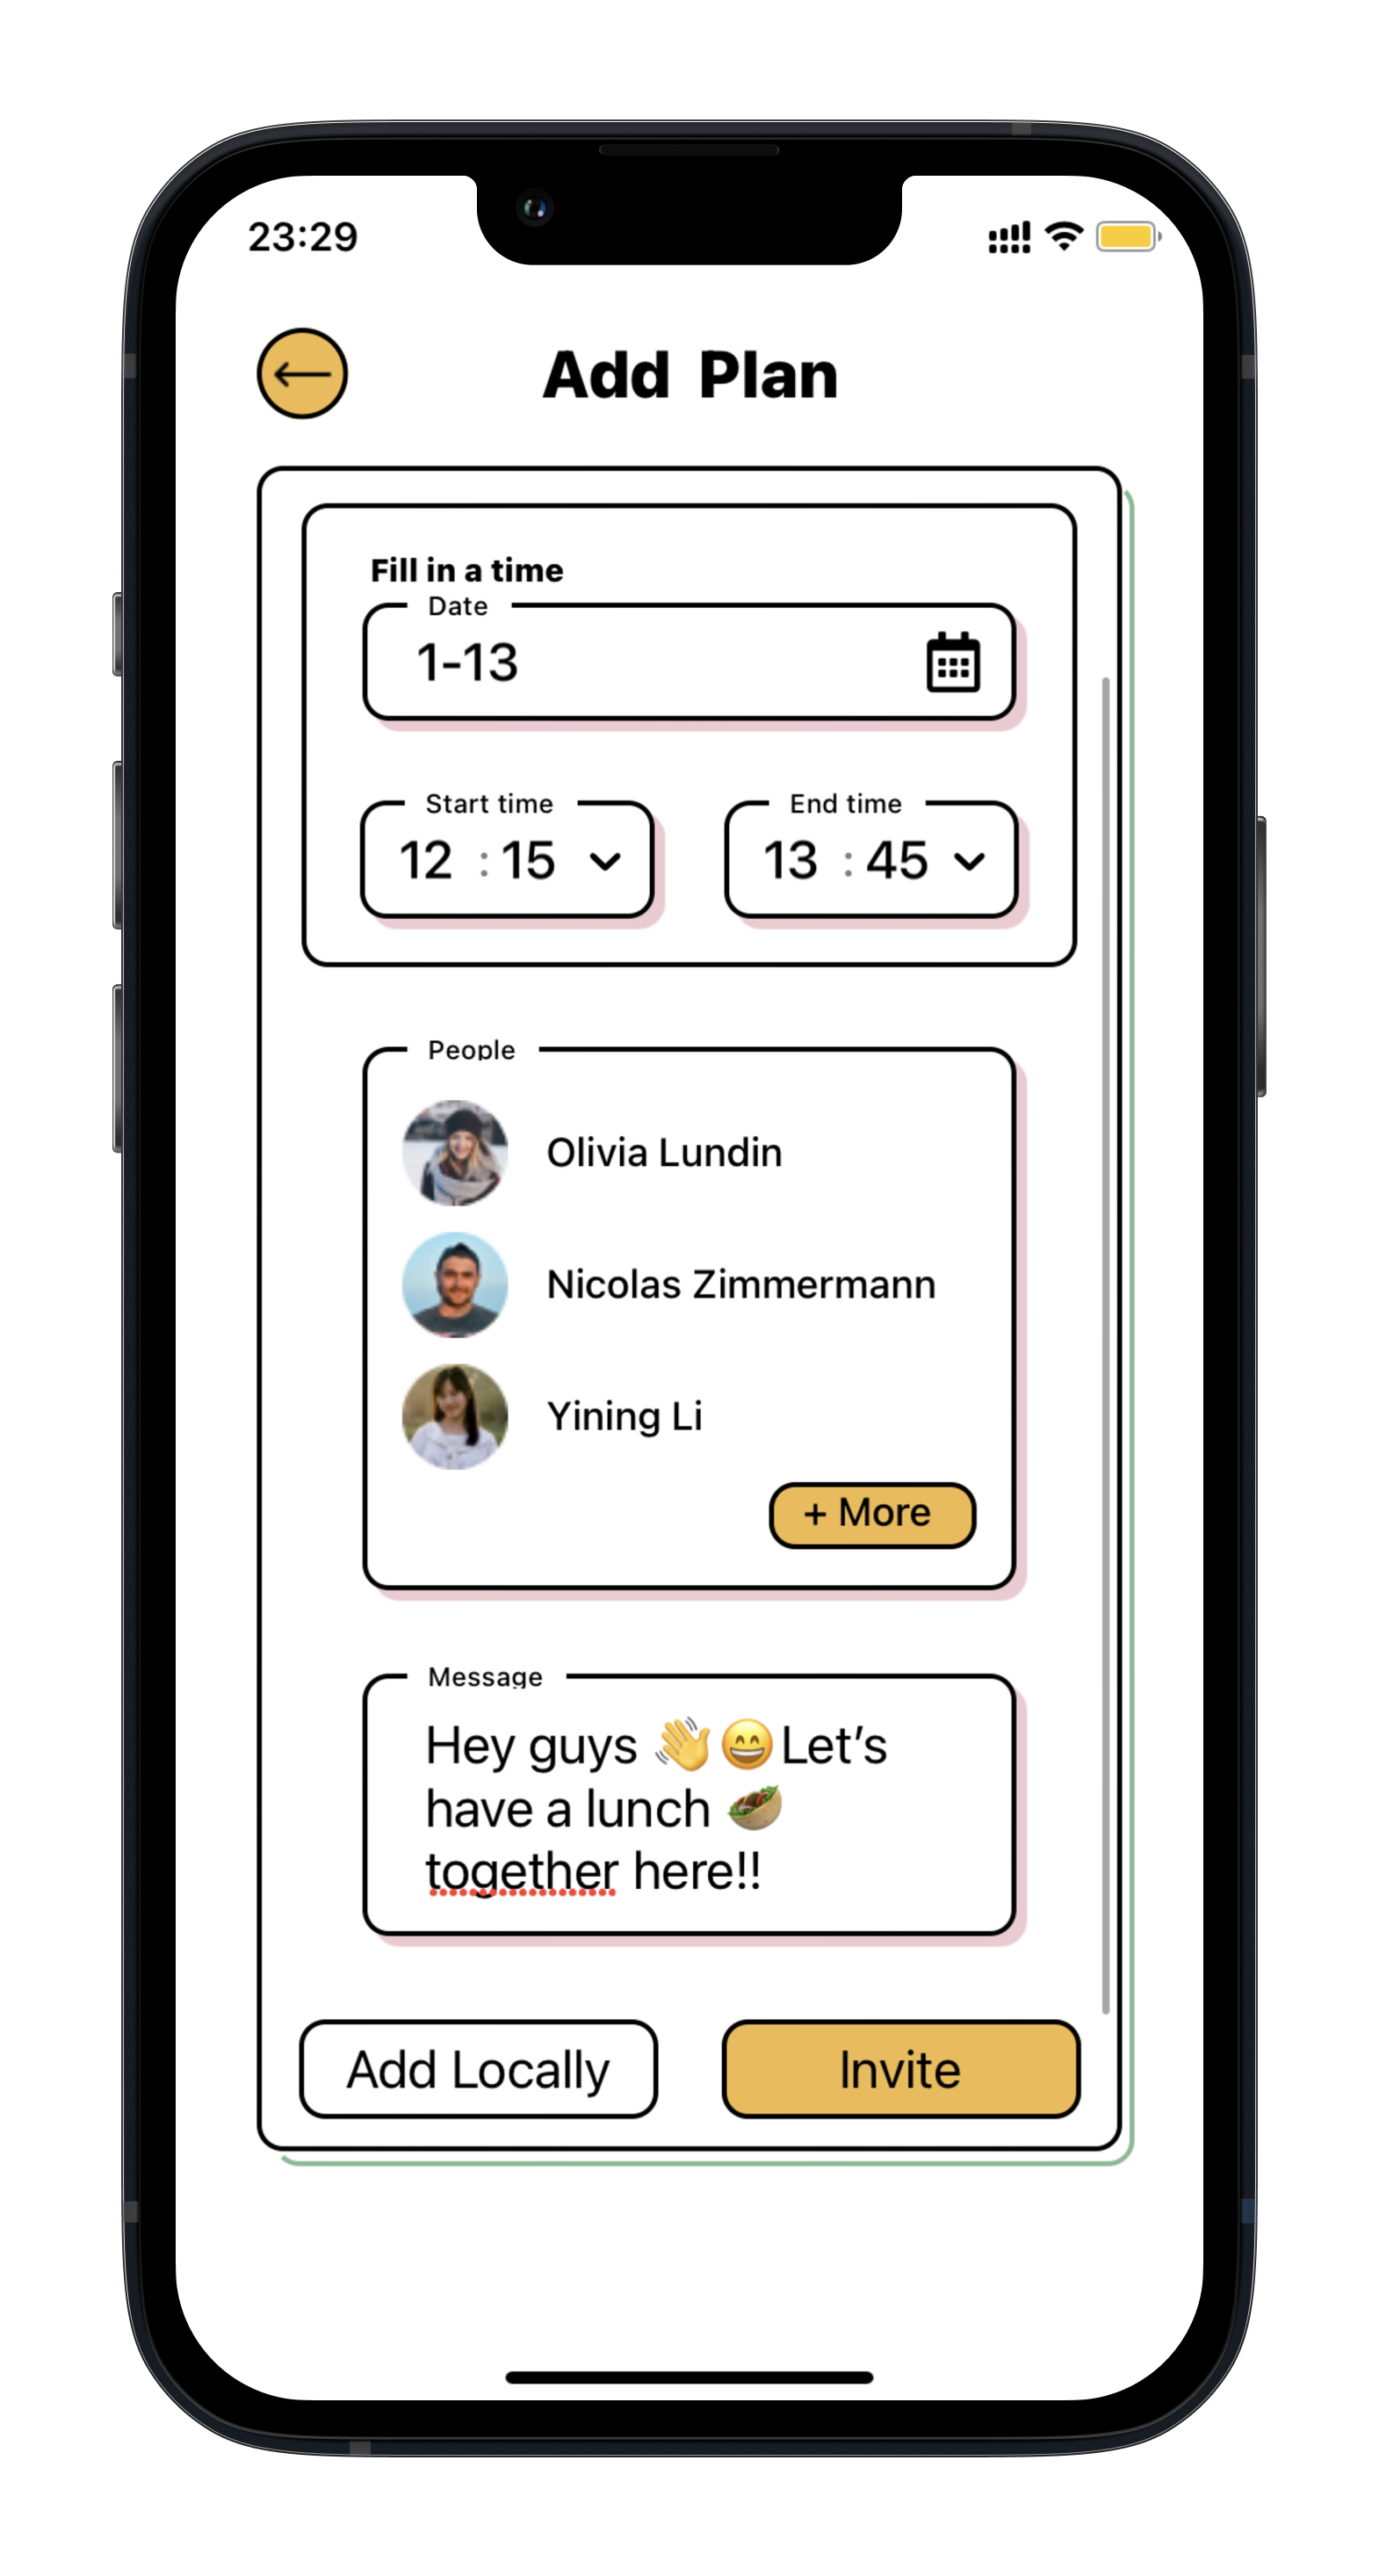 23:29
Add Plan
Fill in a time
Date
1-13
Start time
End time
12 : 15
13 : 45
People
Olivia Lundin
Nicolas Zimmermann
Yining Li
+ More
Message
Hey guys 👋😄Let’s
have a lunch 🥙
together here!!
Add Locally
Invite